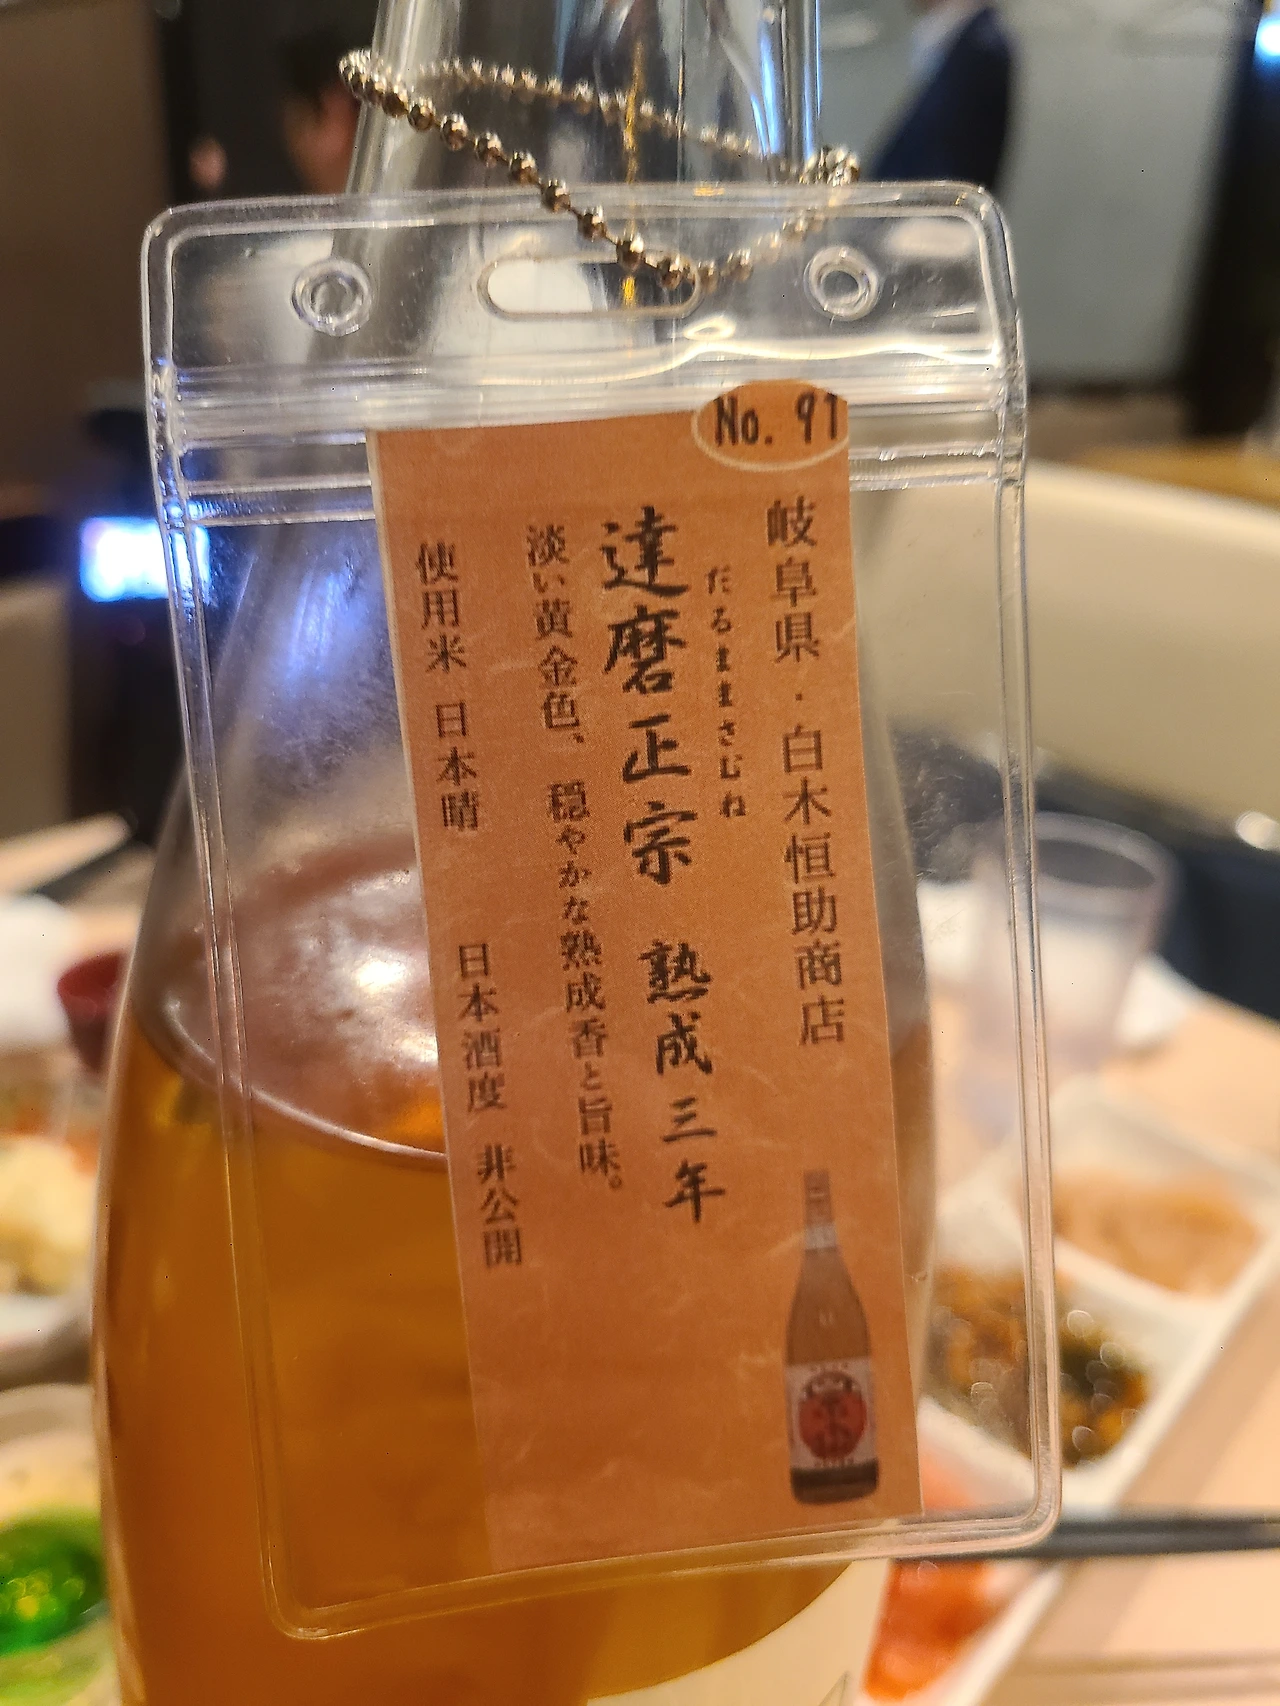 No. 91
岐阜県・白木恒助商店
だるままさむね
達磨正宗 熟成三年
淡い黄金色、穏やかな熟成香と旨味。
使用米 日本晴 日本酒度 非公開